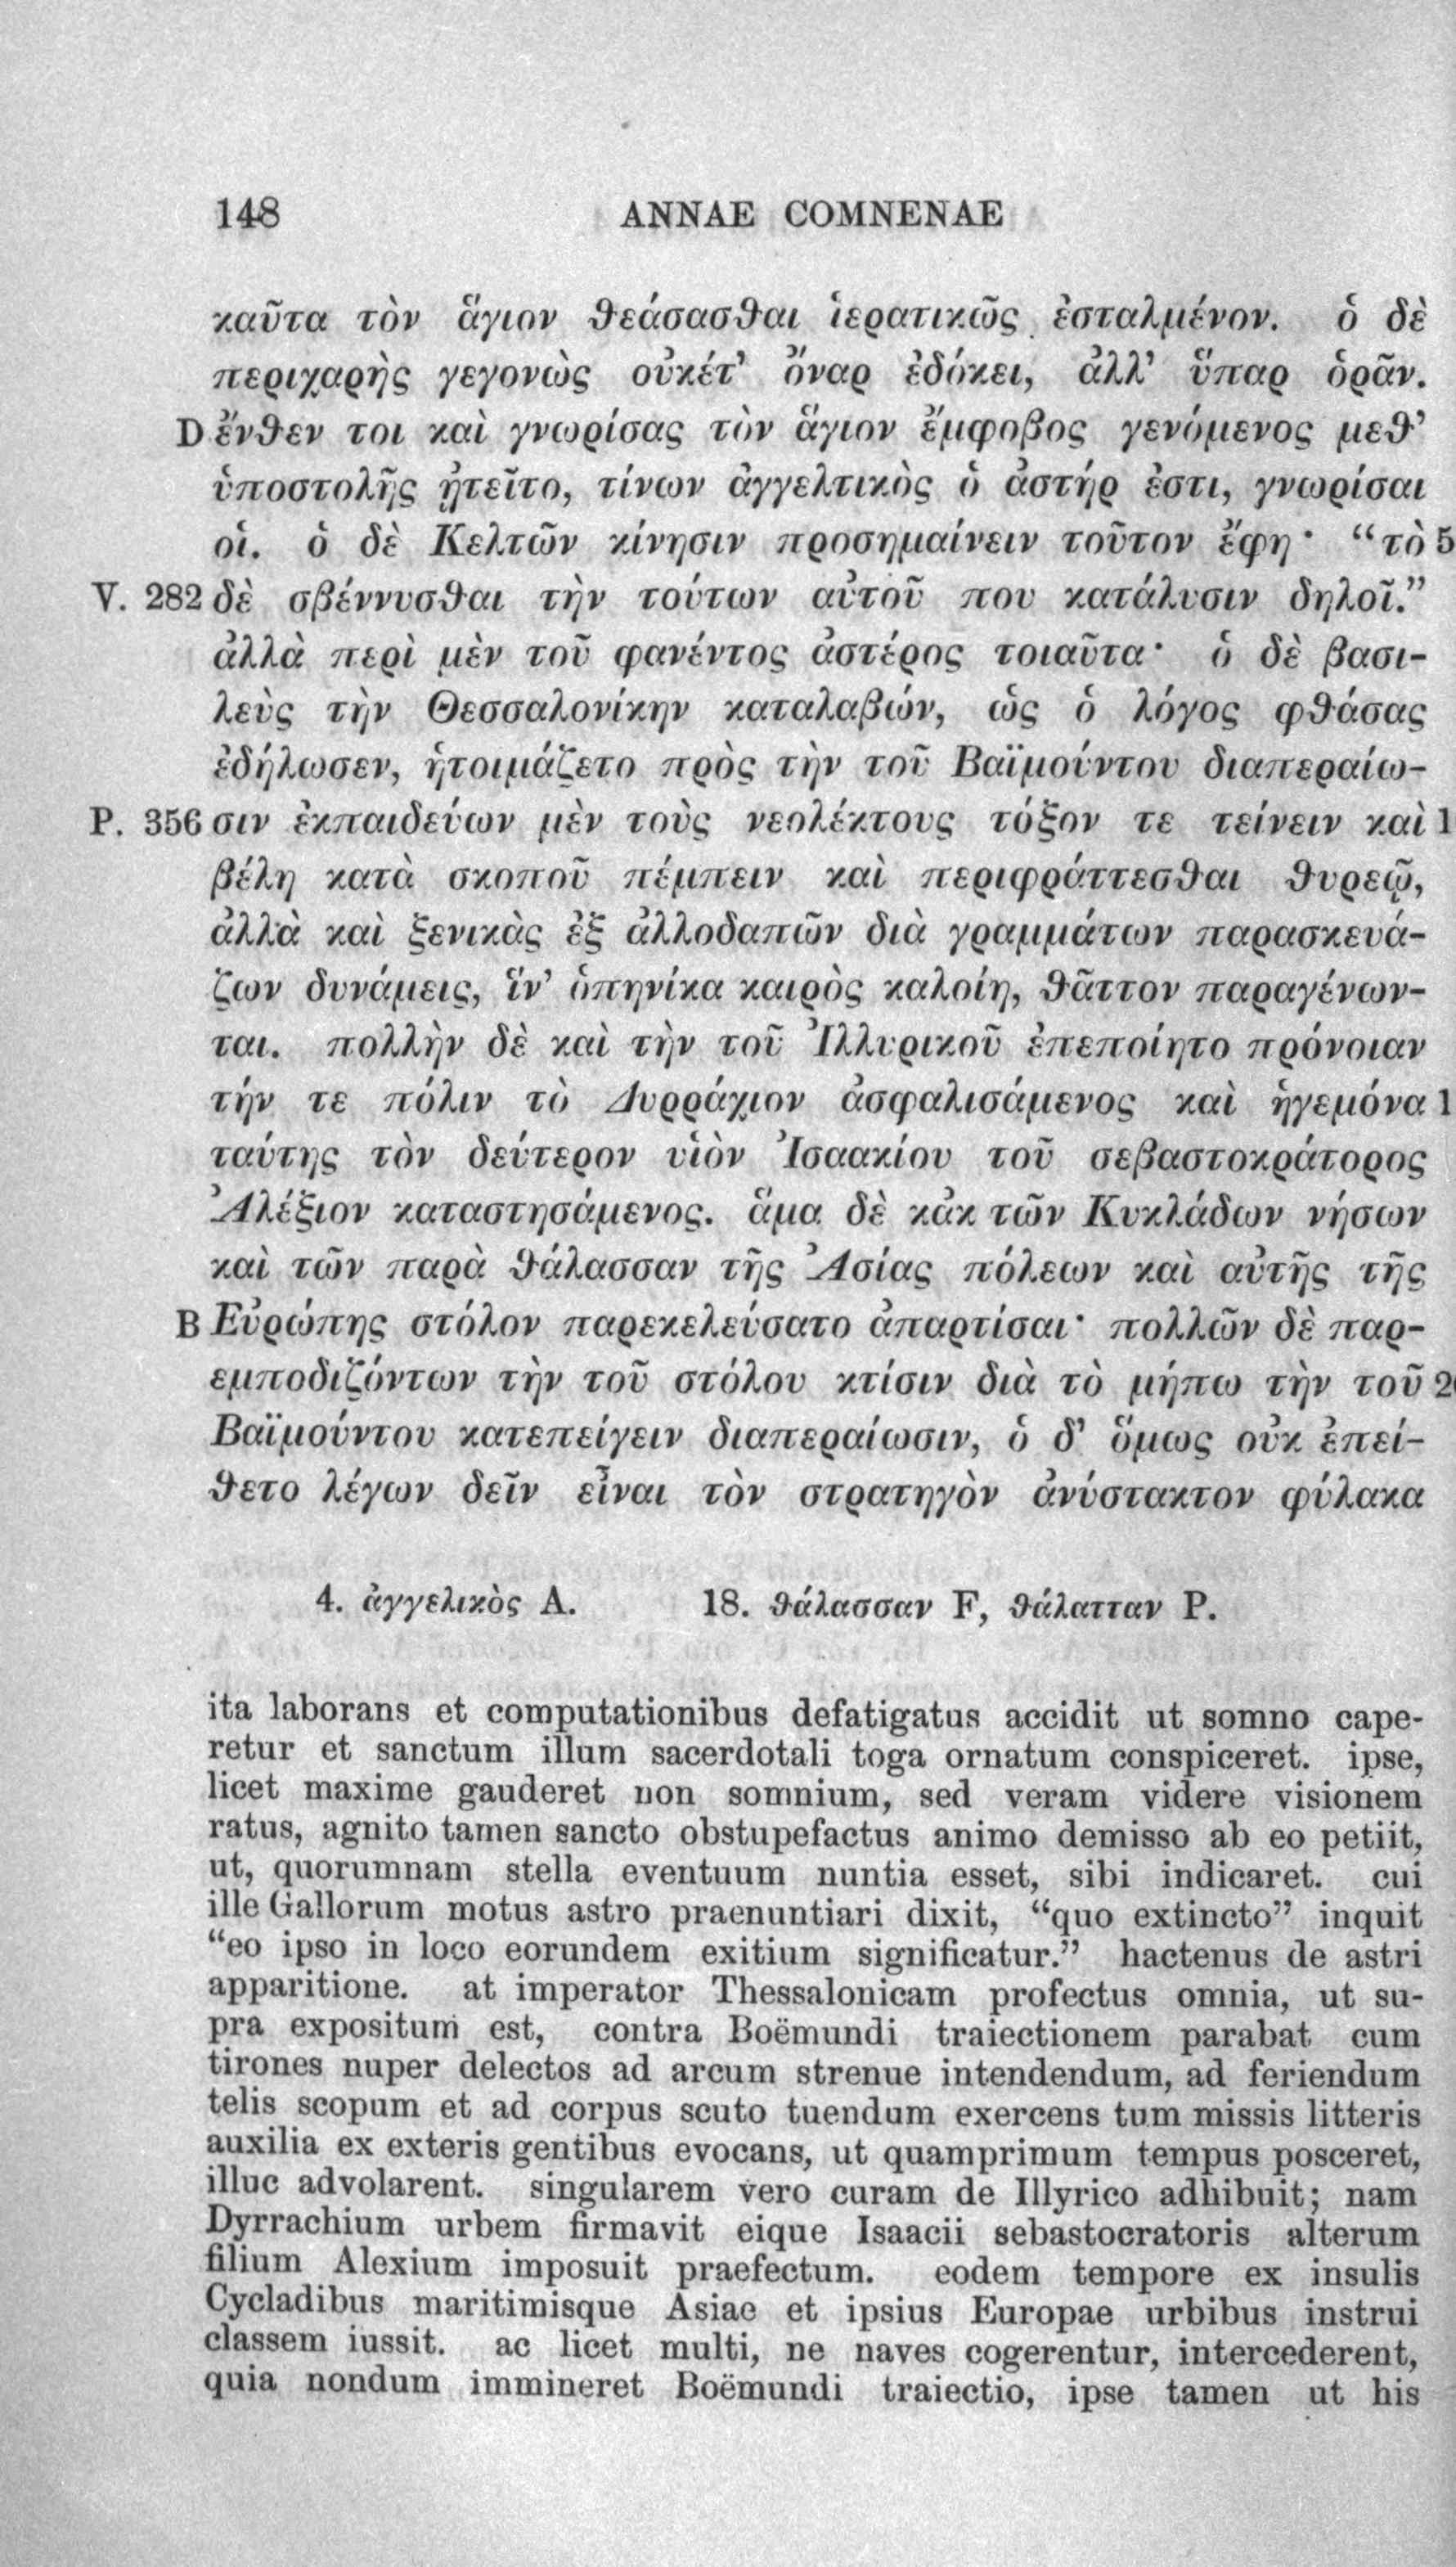 148 ANNAE COMNENAE
καῦτα τὸν ἅγιον θεάσασθαι ἱερατικῶς ἐσταλμένον. ὁ δὲ
περιχαρὴς γεγονὼς οὐκέτ’ ὄναρ ἐδόκει, ἀλλ’ ὕπαρ ὁρᾶν.
D ἔνθεν τοι καὶ γνωρίσας τὸν ἅγιον ἔμφοβος γενόμενος μεθ’
ὑποστολῆς ᾐτεῖτο, τίνων ἀγγελτικὸς ὁ ἀστήρ ἐστι, γνωρίσαι
οἱ. ὁ δὲ Κελτῶν κίνησιν προσημαίνειν τοῦτον ἔφη· “τὸ 5
V. 282 δὲ σβέννυσθαι τὴν τούτων αὐτοῦ που κατάλυσιν δηλοῖ.”
ἀλλὰ περὶ μὲν τοῦ φανέντος ἀστέρος τοιαῦτα· ὁ δὲ βασι-
λεὺς τὴν Θεσσαλονίκην καταλαβών, ὡς ὁ λόγος φθάσας
ἐδήλωσεν, ἡτοιμάζετο πρὸς τὴν τοῦ Βαϊμούντου διαπεραίω-
P. 356 σιν ἐκπαιδεύων μὲν τοὺς νεολέκτους τόξον τε τείνειν καὶ 1
βέλη κατὰ σκοποῦ πέμπειν καὶ περιφράττεσθαι θυρεῷ,
ἀλλὰ καὶ ξενικὰς ἐξ ἀλλοδαπῶν διὰ γραμμάτων παρασκευά-
ζων δυνάμεις, ἵν’ ὁπηνίκα καιρὸς καλοίη, θᾶττον παραγένων-
ται. πολλὴν δὲ καὶ τὴν τοῦ Ἰλλυρικοῦ ἐπεποίητο πρόνοιαν
τήν τε πόλιν τὸ Δυρράχιον ἀσφαλισάμενος καὶ ἡγεμόνα 1
ταύτης τὸν δεύτερον υἱὸν Ἰσαακίου τοῦ σεβαστοκράτορος
Ἀλέξιον καταστησάμενος. ἅμα δὲ κἀκ τῶν Κυκλάδων νήσων
καὶ τῶν παρὰ θάλασσαν τῆς Ἀσίας πόλεων καὶ αὐτῆς τῆς
B Εὐρώπης στόλον παρεκελεύσατο ἀπαρτίσαι· πολλῶν δὲ παρ-
εμποδιζόντων τὴν τοῦ στόλου κτίσιν διὰ τὸ μήπω τὴν τοῦ 2
Βαϊμούντου κατεπείγειν διαπεραίωσιν, ὁ δ’ ὅμως οὐκ ἐπεί-
θετο λέγων δεῖν εἶναι τὸν στρατηγὸν ἀνύστακτον φύλακα
4. ἀγγελικὸς A. 18. θάλασσαν F, θάλατταν P.
ita laborans et computationibus defatigatus accidit ut somno cape-
retur et sanctum illum sacerdotali toga ornatum conspiceret. ipse,
licet maxime gauderet non somnium, sed veram videre visionem
ratus, agnito tamen sancto obstupefactus animo demisso ab eo petiit,
ut, quorumnam stella eventuum nuntia esset, sibi indicaret. cui
ille Gallorum motus astro praenuntiari dixit, “quo extincto” inquit
“eo ipso in loco eorundem exitium significatur.” hactenus de astri
apparitione. at imperator Thessalonicam profectus omnia, ut su-
pra expositum est, contra Boëmundi traiectionem parabat cum
tirones nuper delectos ad arcum strenue intendendum, ad feriendum
telis scopum et ad corpus scuto tuendum exercens tum missis litteris
auxilia ex exteris gentibus evocans, ut quamprimum tempus posceret,
illuc advolarent. singularem vero curam de Illyrico adhibuit; nam
Dyrrachium urbem firmavit eique Isaacii sebastocratoris alterum
filium Alexium imposuit praefectum. eodem tempore ex insulis
Cycladibus maritimisque Asiae et ipsius Europae urbibus instrui
classem iussit. ac licet multi, ne naves cogerentur, intercederent,
quia nondum immineret Boëmundi traiectio, ipse tamen ut his